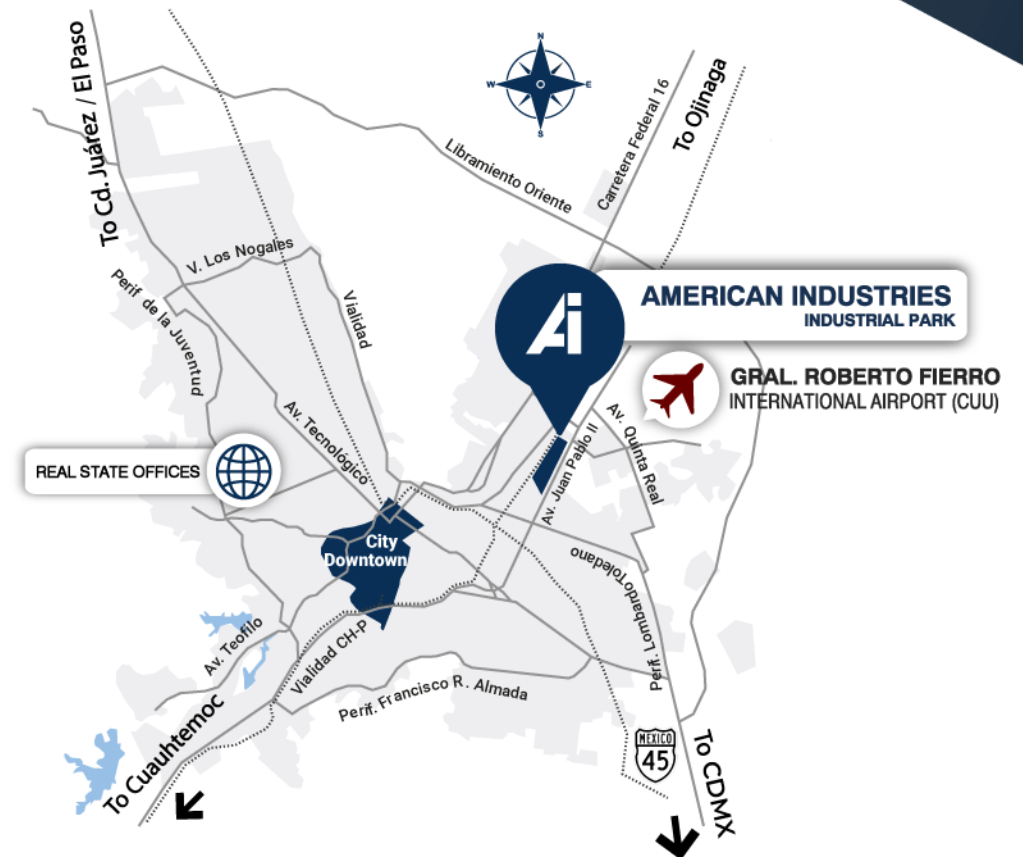 N
W
E
S
To Cd. Juárez / El Paso
Carretera Federal 16
To Ojinaga
Libramiento Oriente
V. Los Nogales
Vialidad
Perif. de la Juventud
Ai
AMERICAN INDUSTRIES
INDUSTRIAL PARK
GRAL. ROBERTO FIERRO
INTERNATIONAL AIRPORT (CUU)
Av. Tecnológico
Av. Quinta Real
Av. Juan Pablo II
REAL STATE OFFICES
City
Downtown
Perif. Lombardo Toledano
Av. Teofilo
Vialidad CH-P
Perif. Francisco R. Almada
To Cuauhtemoc
MEXICO
45
To CDMX